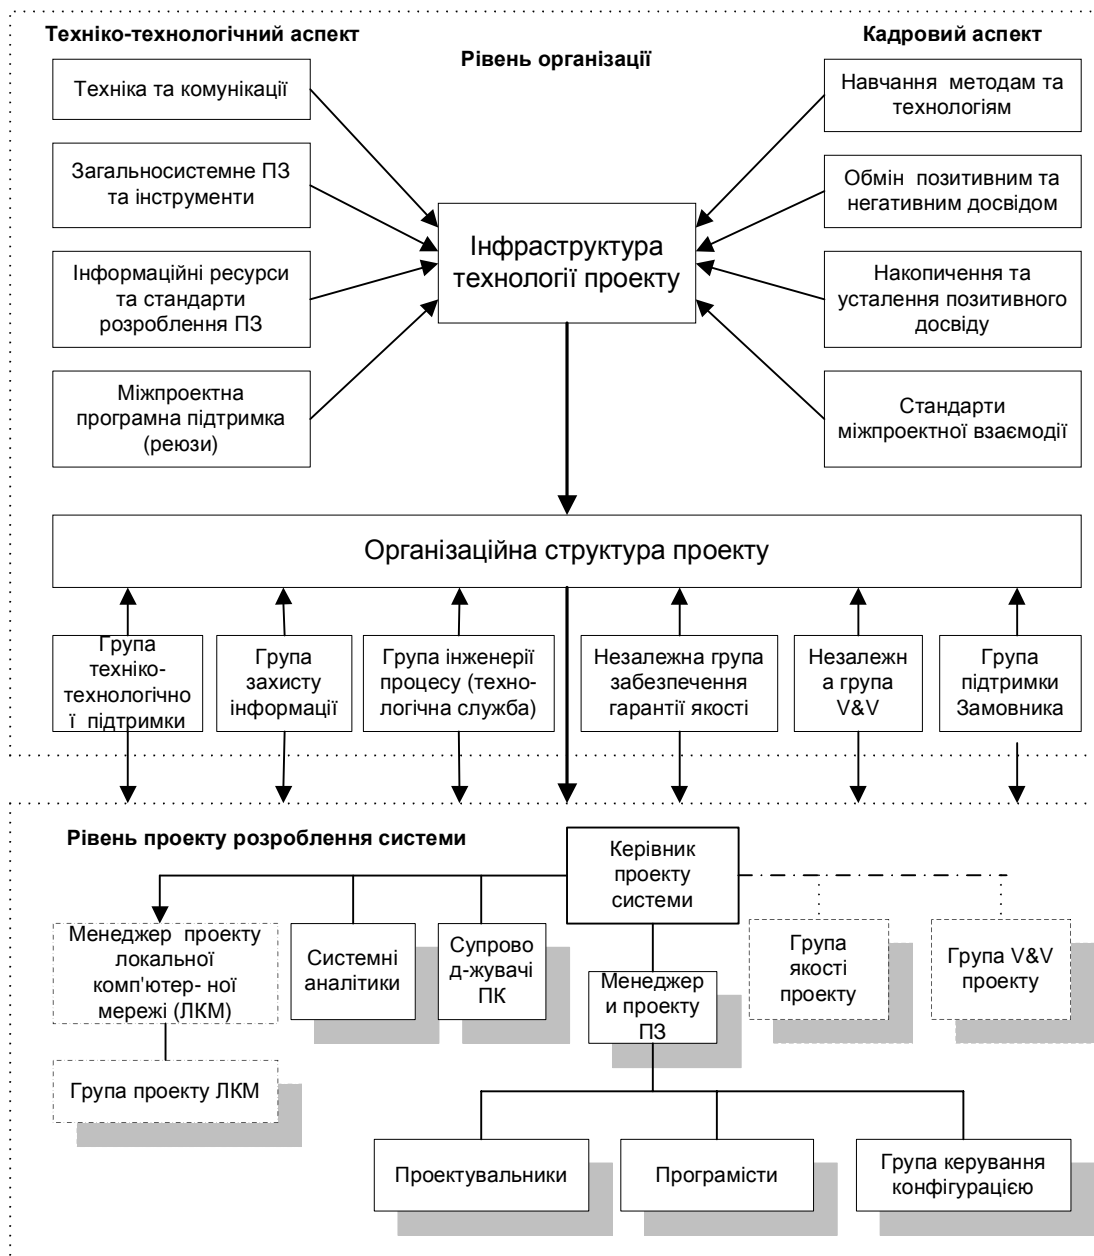 Техніко-технологічний аспект
Рівень організації
Кадровий аспект
Техніка та комунікації
Загальносистемне ПЗ
та інструменти
Інформаційні ресурси
та стандарти
розроблення ПЗ
Міжпроектна
програмна підтримка
(реюзи)
Інфраструктура
технології проекту
Навчання методам та
технологіям
Обмін позитивним та
негативним досвідом
Накопичення та
усталення позитивного
досвіду
Стандарти
міжпроектної взаємодії
Організаційна структура проекту
Група
техніко-
технологічно
ї підтримки
Група
захисту
інформації
Група інженерії
процесу (техно-
логічна служба)
Незалежна група
забезпечення
гарантії якості
Незалежн
а група
V&V
Група
підтримки
Замовника
Рівень проекту розроблення системи
Керівник
проекту
системи
Менеджер проекту
локальної
комп'ютер- ної
мережі (ЛКМ)
Системні
аналітики
Супрово
д-жувачі
ПК
Менеджер
и проекту
ПЗ
Група
якості
проекту
Група V&V
проекту
Група проекту ЛКМ
Проектувальники
Програмісти
Група керування
конфігурацією